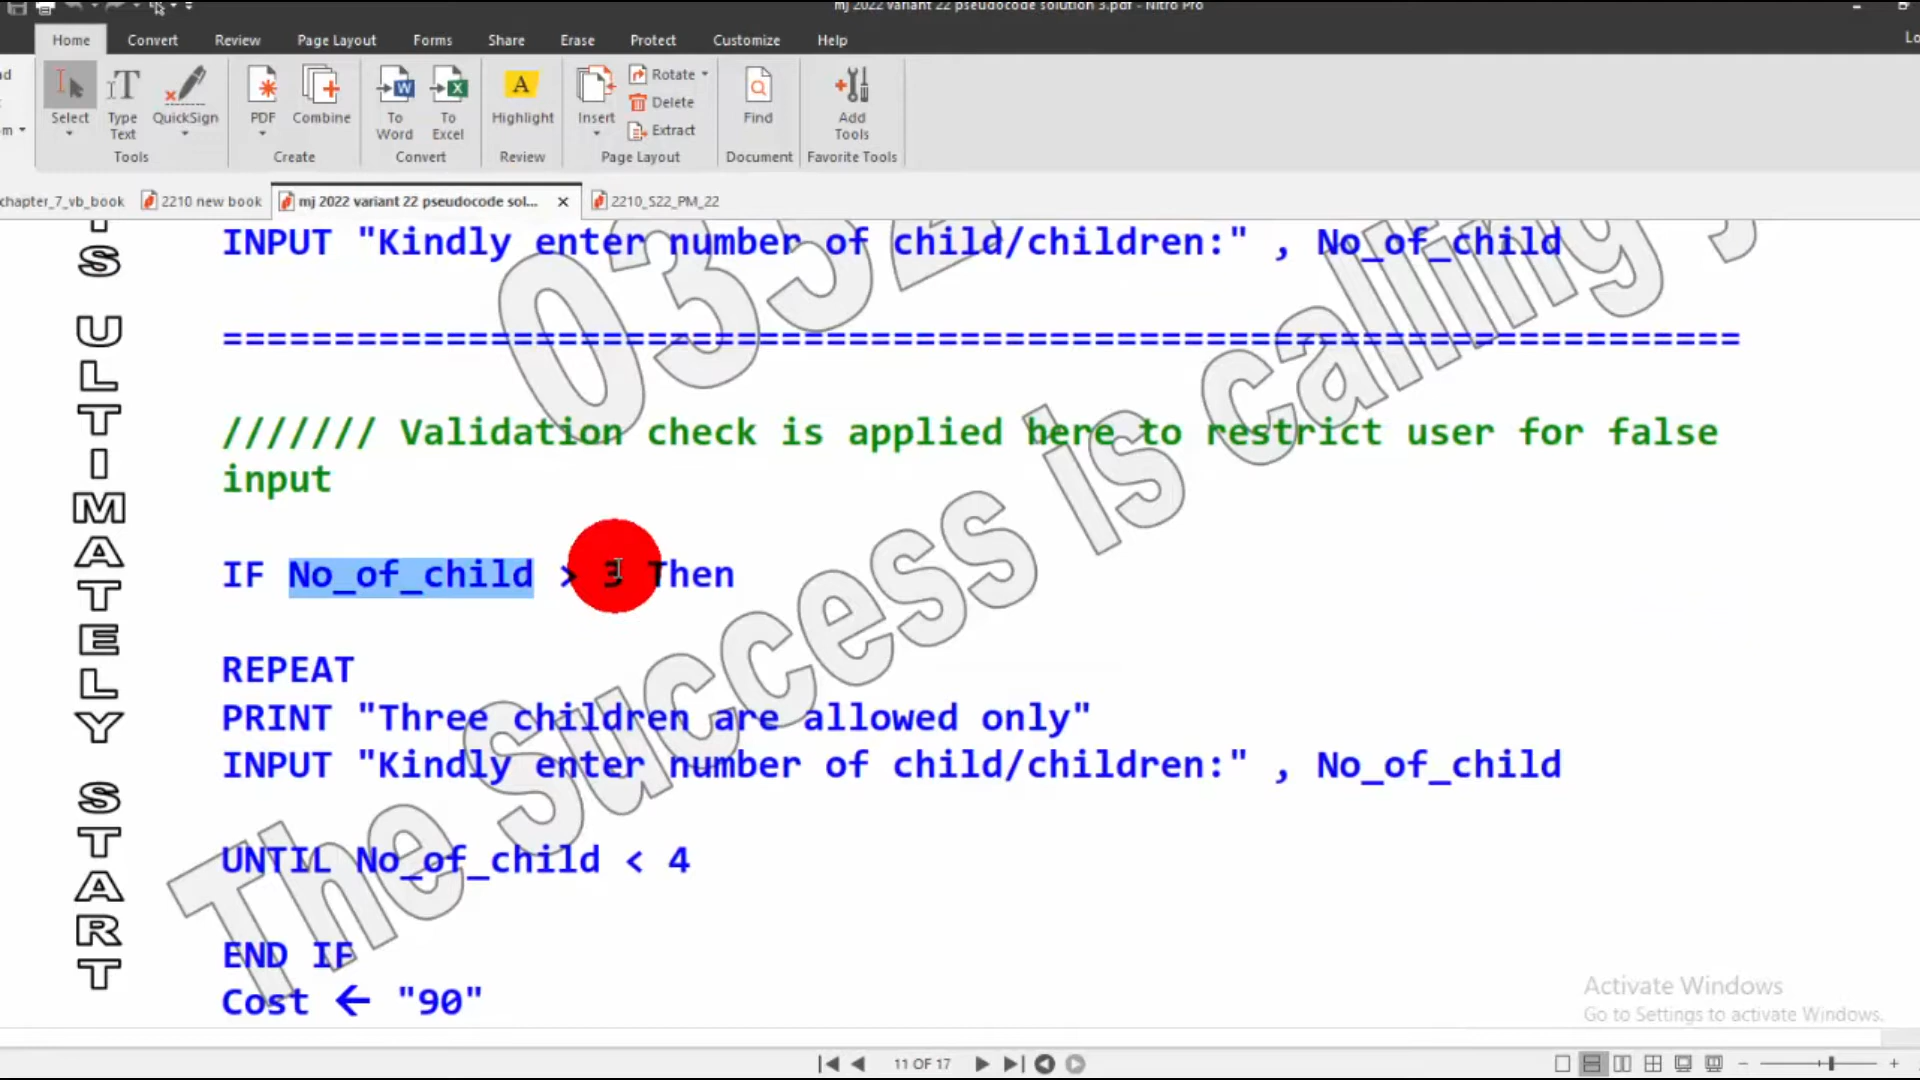 mj 2022 variant 22 pseudocode solution 3.pdf - Nitro Pro
Home Convert Review Page Layout Forms Share Erase Protect Customize Help
Select Type Text QuickSign PDF Combine To Word To Excel Highlight Insert Rotate Delete Extract Find Add Tools
Tools Create Convert Review Page Layout Document Favorite Tools
chapter_7_vb_book 2210 new book mj 2022 variant 22 pseudocode sol... 2210_S22_PM_22
INPUT "Kindly enter number of child/children:" , No_of_child
================================================================
/////// Validation check is applied here to restrict user for false
input
IF No_of_child > 3 Then
REPEAT
PRINT "Three children are allowed only"
INPUT "Kindly enter number of child/children:" , No_of_child
UNTIL No_of_child < 4
END IF
Cost ← "90"
S ULTIMATELY START
The Success is calling
Activate Windows
Go to Settings to activate Windows.
11 OF 17